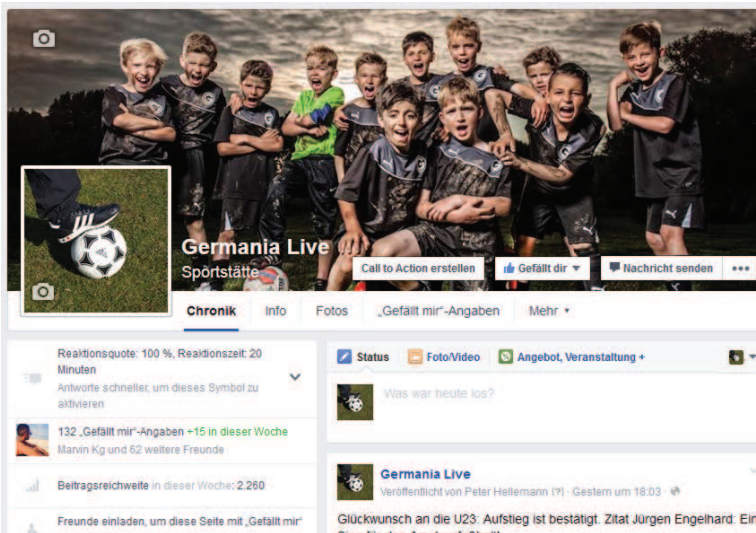 Germania Live
Sportstätte
Call to Action erstellen
Gefällt dir
Nachricht senden
Chronik
Info
Fotos
„Gefällt mir“-Angaben
Mehr
Reaktionsquote: 100 %, Reaktionszeit: 20
Minuten
Antworte schneller, um dieses Symbol zu
aktivieren
132 „Gefällt mir“-Angaben +15 in dieser Woche
Marvin Kg und 62 weitere Freunde
Beitragsreichweite in dieser Woche: 2.260
Freunde einladen, um diese Seite mit „Gefällt mir“
Status
Foto/Video
Angebot, Veranstaltung +
Was war heute los?
Germania Live
Veröffentlicht von Peter Hellemann [?] · Gestern um 18:03 ·
Glückwunsch an die U23: Aufstieg ist bestätigt. Zitat Jürgen Engelhard: